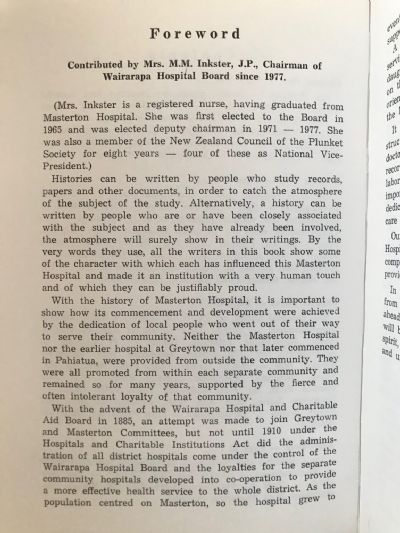 Foreword
Contributed by Mrs. M.M. Inkster, J.P., Chairman of
Wairarapa Hospital Board since 1977.
(Mrs. Inkster is a registered nurse, having graduated from
Masterton Hospital. She was first elected to the Board in
1965 and was elected deputy chairman in 1971 — 1977. She
was also a member of the New Zealand Council of the Plunket
Society for eight years — four of these as National Vice-
President.)
Histories can be written by people who study records,
papers and other documents, in order to catch the atmosphere
of the subject of the study. Alternatively, a history can be
written by people who are or have been closely associated
with the subject and as they have already been involved,
the atmosphere will surely show in their writings. By the
very words they use, all the writers in this book show some
of the character with which each has influenced this Masterton
Hospital and made it an institution with a very human touch
and of which they can be justifiably proud.
With the history of Masterton Hospital, it is important to
show how its commencement and development were achieved
by the dedication of local people who went out of their way
to serve their community. Neither the Masterton Hospital
nor the earlier hospital at Greytown nor that later commenced
in Pahiatua, were provided from outside the community. They
were all promoted from within each separate community and
remained so for many years, supported by the fierce and
often intolerant loyalty of that community.
With the advent of the Wairarapa Hospital and Charitable
Aid Board in 1885, an attempt was made to join Greytown
and Masterton Committees, but not until 1910 under the
Hospitals and Charitable Institutions Act did the adminis-
tration of all district hospitals come under the control of the
Wairarapa Hospital Board and the loyalties for the separate
community hospitals developed into co-operation to provide
a more effective health service to the whole district. As the
population centred on Masterton, so the hospital grew to